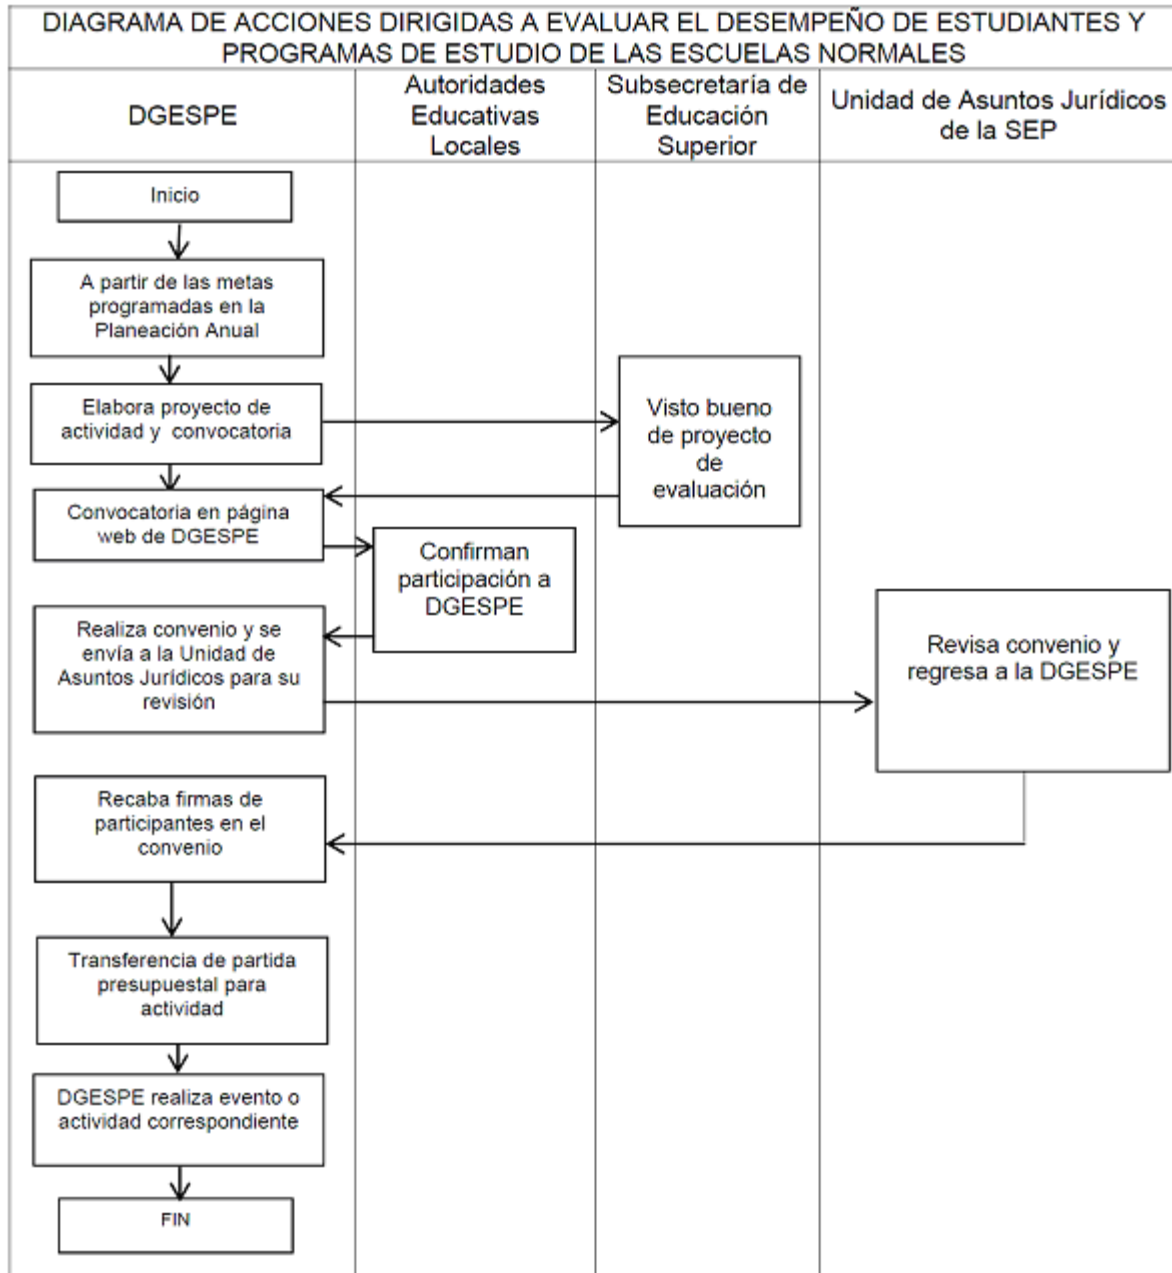 DIAGRAMA DE ACCIONES DIRIGIDAS A EVALUAR EL DESEMPEÑO DE ESTUDIANTES Y
PROGRAMAS DE ESTUDIO DE LAS ESCUELAS NORMALES
DGESPE
Autoridades
Educativas
Locales
Subsecretaría de
Educación
Superior
Unidad de Asuntos Jurídicos
de la SEP
Inicio
A partir de las metas
programadas en la
Planeación Anual
Elabora proyecto de
actividad y convocatoria
Visto bueno
de proyecto
de
evaluación
Convocatoria en página
web de DGESPE
Confirman
participación a
DGESPE
Realiza convenio y se
envía a la Unidad de
Asuntos Jurídicos para su
revisión
Revisa convenio y
regresa a la DGESPE
Recaba firmas de
participantes en el
convenio
Transferencia de partida
presupuestal para
actividad
DGESPE realiza evento o
actividad correspondiente
FIN